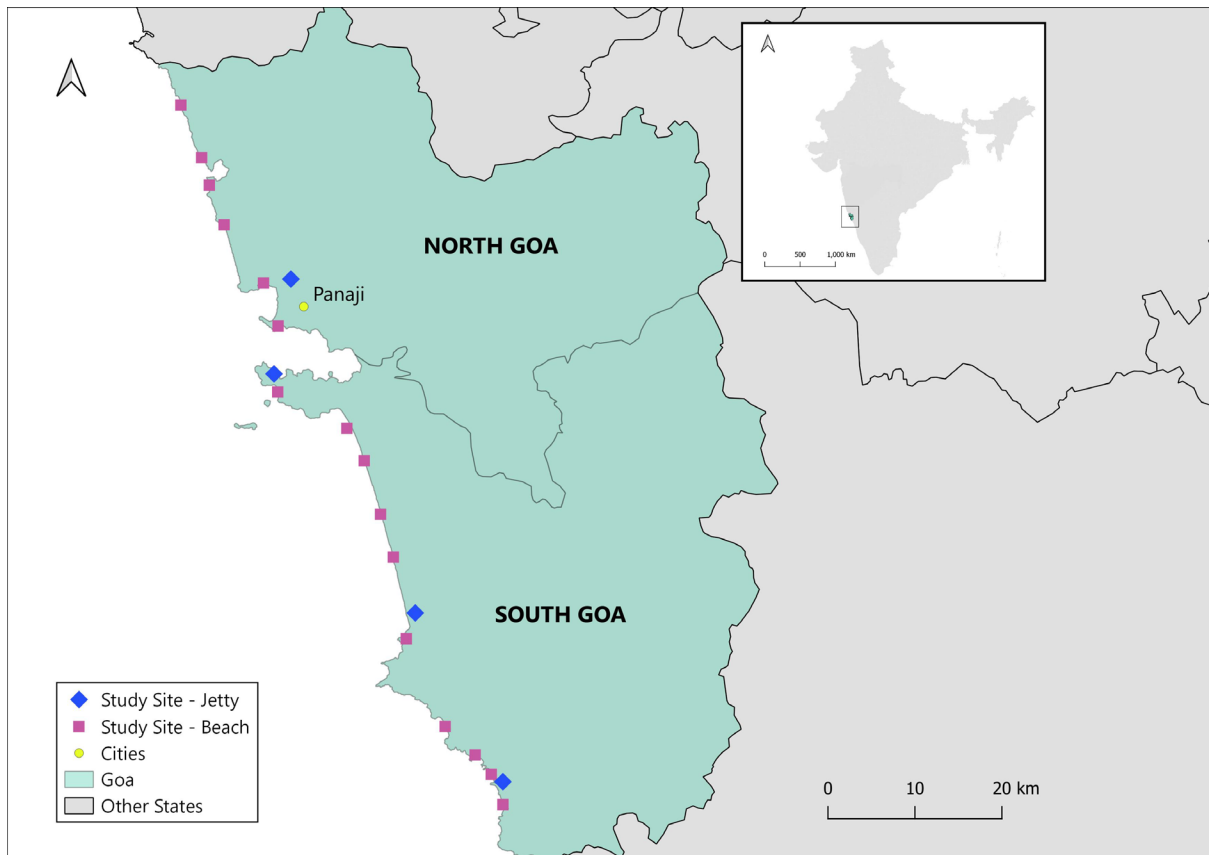 0 500 1,000 km
NORTH GOA
Panaji
SOUTH GOA
Study Site - Jetty
Study Site - Beach
Cities
Goa
Other States
0 10 20 km